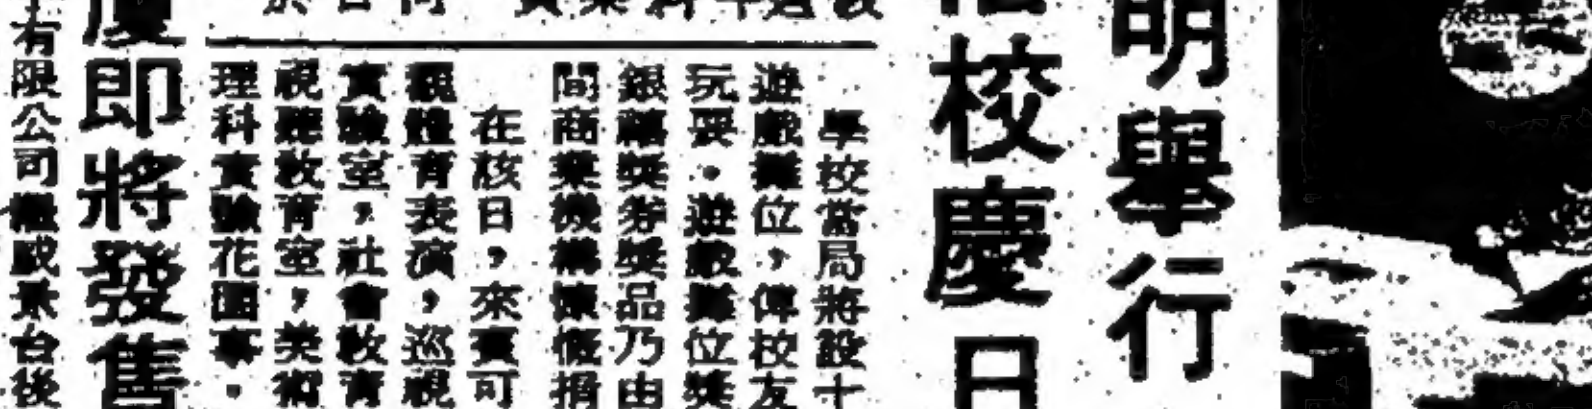 明舉行
校慶日
學校當局將設十
遊戲攤位，俾校友
玩耍．遊戲攤位獎
銀禧獎券獎品乃由
間商業機構慷慨捐
在該日，來賓可
觀體育表演，巡視
實驗室，社會教育
視聽教育室，美術
理科實驗花園等．
廈即將發售
有限公司
台後